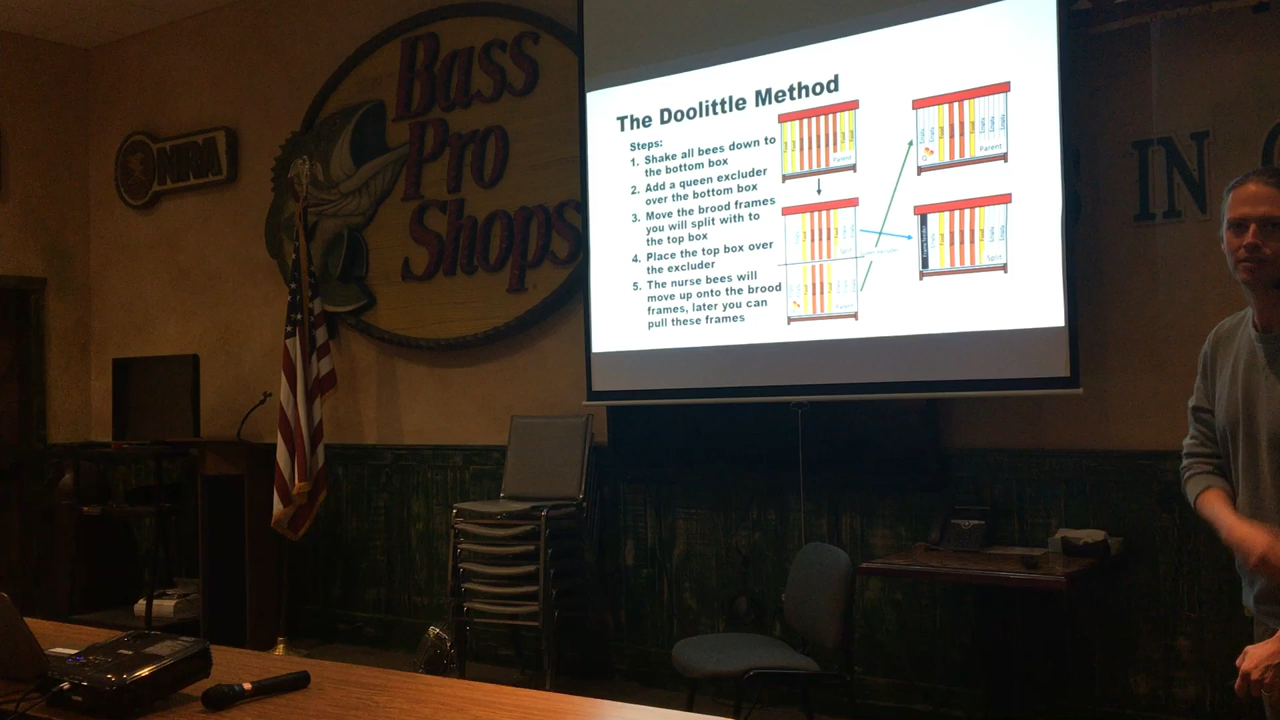 NRA
Bass
Pro
Shops
IN
The Doolittle Method
Steps:
1. Shake all bees down to
the bottom box
2. Add a queen excluder
over the bottom box
3. Move the brood frames
you will split with to
the top box
4. Place the top box over
the excluder
5. The nurse bees will
move up onto the brood
frames, later you can
pull these frames
Parent
Parent
Split
Parent
Split